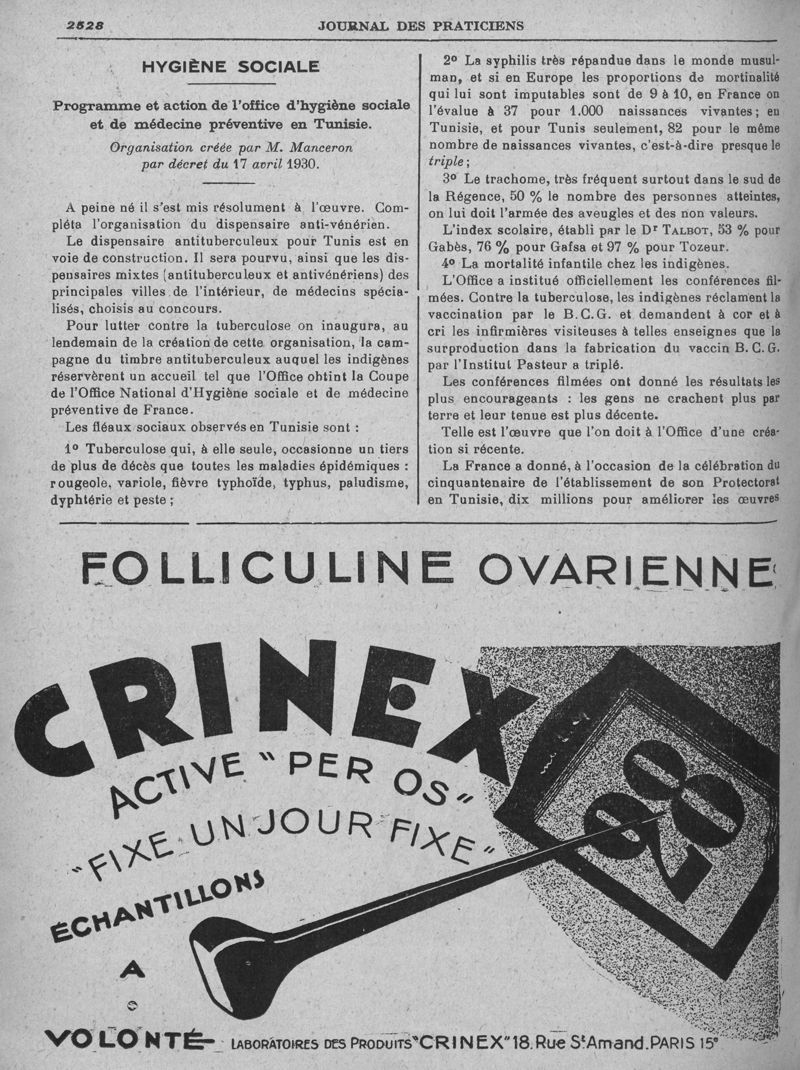 2528
JOURNAL DES PRATICIENS
HYGIÈNE SOCIALE
Programme et action de l'office d'hygiène sociale
et de médecine préventive en Tunisie.
Organisation créée par M. Manceron
par décret du 17 avril 1930.
A peine né il s'est mis résolument à l'œuvre. Com-
pléta l'organisation du dispensaire anti-vénérien.
Le dispensaire antituberculeux pour Tunis est en
voie de construction. Il sera pourvu, ainsi que les dis-
pensaires mixtes (antituberculeux et antivénériens) des
principales villes de l'intérieur, de médecins spécia-
lisés, choisis au concours.
Pour lutter contre la tuberculose on inaugura, au
lendemain de la création de cette organisation, la cam-
pagne du timbre antituberculeux auquel les indigènes
réservèrent un accueil tel que l'Office obtint la Coupe
de l'Office National d'Hygiène sociale et de médecine
préventive de France.
Les fléaux sociaux observés en Tunisie sont :
1º Tuberculose qui, à elle seule, occasionne un tiers
de plus de décès que toutes les maladies épidémiques :
rougeole, variole, fièvre typhoïde, typhus, paludisme,
dyphtérie et peste ;
2º La syphilis très répandue dans le monde musul-
man, et si en Europe les proportions de mortinalité
qui lui sont imputables sont de 9 à 10, en France on
l'évalue à 37 pour 1.000 naissances vivantes ; en
Tunisie, et pour Tunis seulement, 82 pour le même
nombre de naissances vivantes, c'est-à-dire presque le
triple ;
3º Le trachome, très fréquent surtout dans le sud de
la Régence, 50 % le nombre des personnes atteintes,
on lui doit l'armée des aveugles et des non valeurs.
L'index scolaire, établi par le Dr TALBOT, 53 % pour
Gabès, 76 % pour Gafsa et 97 % pour Tozeur.
4º La mortalité infantile chez les indigènes.
L'Office a institué officiellement les conférences fil-
mées. Contre la tuberculose, les indigènes réclament la
vaccination par le B.C.G. et demandent à cor et à
cri les infirmières visiteuses à telles enseignes que la
surproduction dans la fabrication du vaccin B.C.G.
par l'Institut Pasteur a triplé.
Les conférences filmées ont donné les résultats les
plus encourageants : les gens ne crachent plus par
terre et leur tenue est plus décente.
Telle est l'œuvre que l'on doit à l'Office d'une créa-
tion si récente.
La France a donné, à l'occasion de la célébration du
cinquantenaire de l'établissement de son Protectorat
en Tunisie, dix millions pour améliorer les œuvres
FOLLICULINE OVARIENNE
CRINEX
ACTIVE "PER OS"
"FIXE UN JOUR FIXE"
28
ÉCHANTILLONS
A
VOLONTÉ - LABORATOIRES DES PRODUITS "CRINEX" 18. Rue St Amand. PARIS 15e